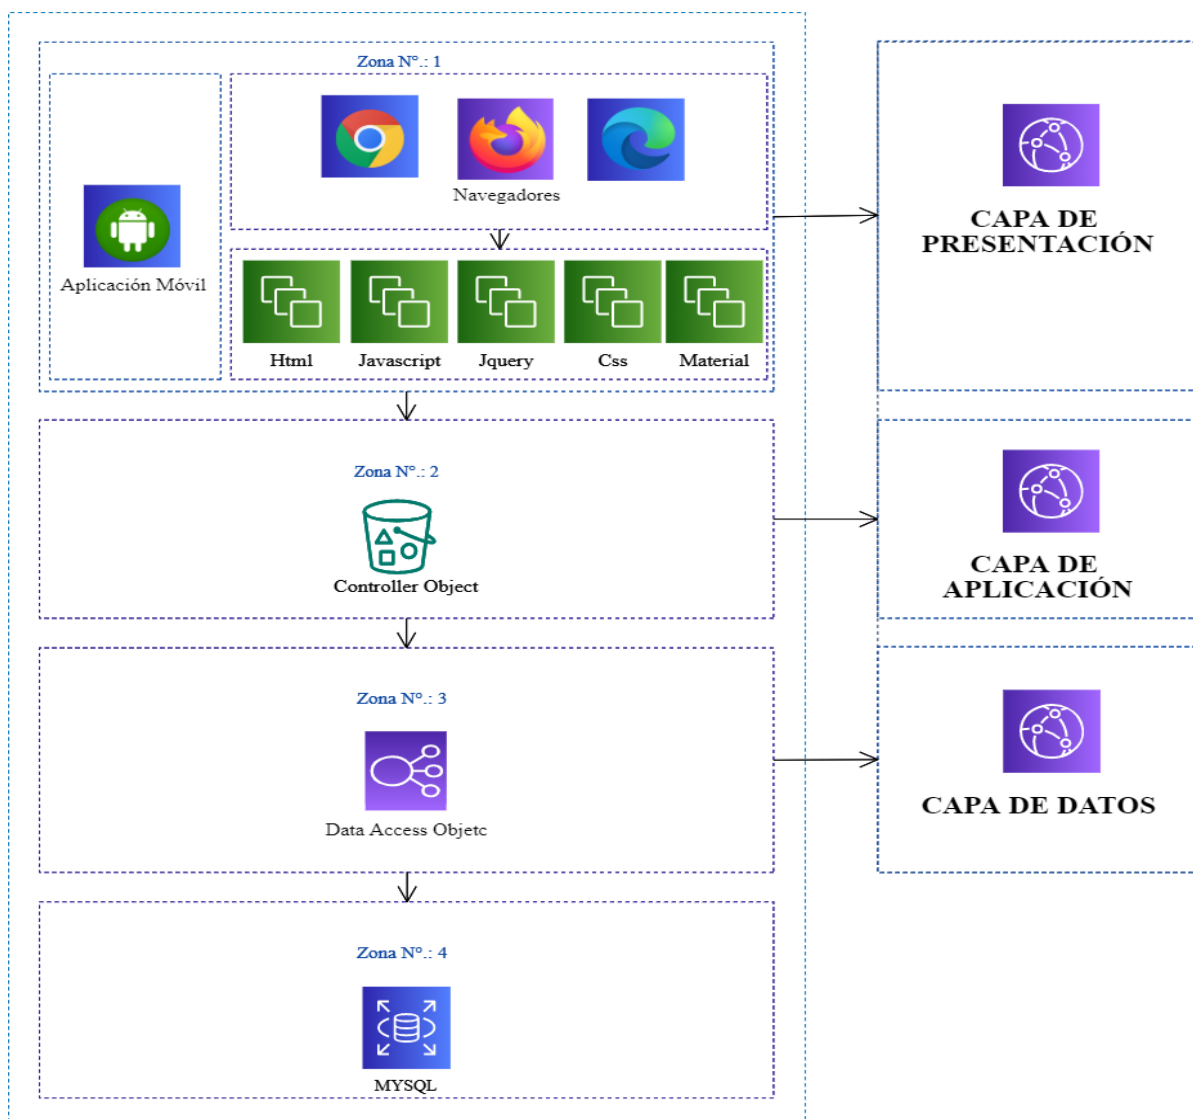 Zona N°.: 1
Navegadores
Aplicación Móvil
Html
Javascript
Jquery
Css
Material
CAPA DE
PRESENTACIÓN
Zona N°.: 2
Controller Object
CAPA DE
APLICACIÓN
Zona N°.: 3
Data Access Objetc
CAPA DE DATOS
Zona N°.: 4
MYSQL